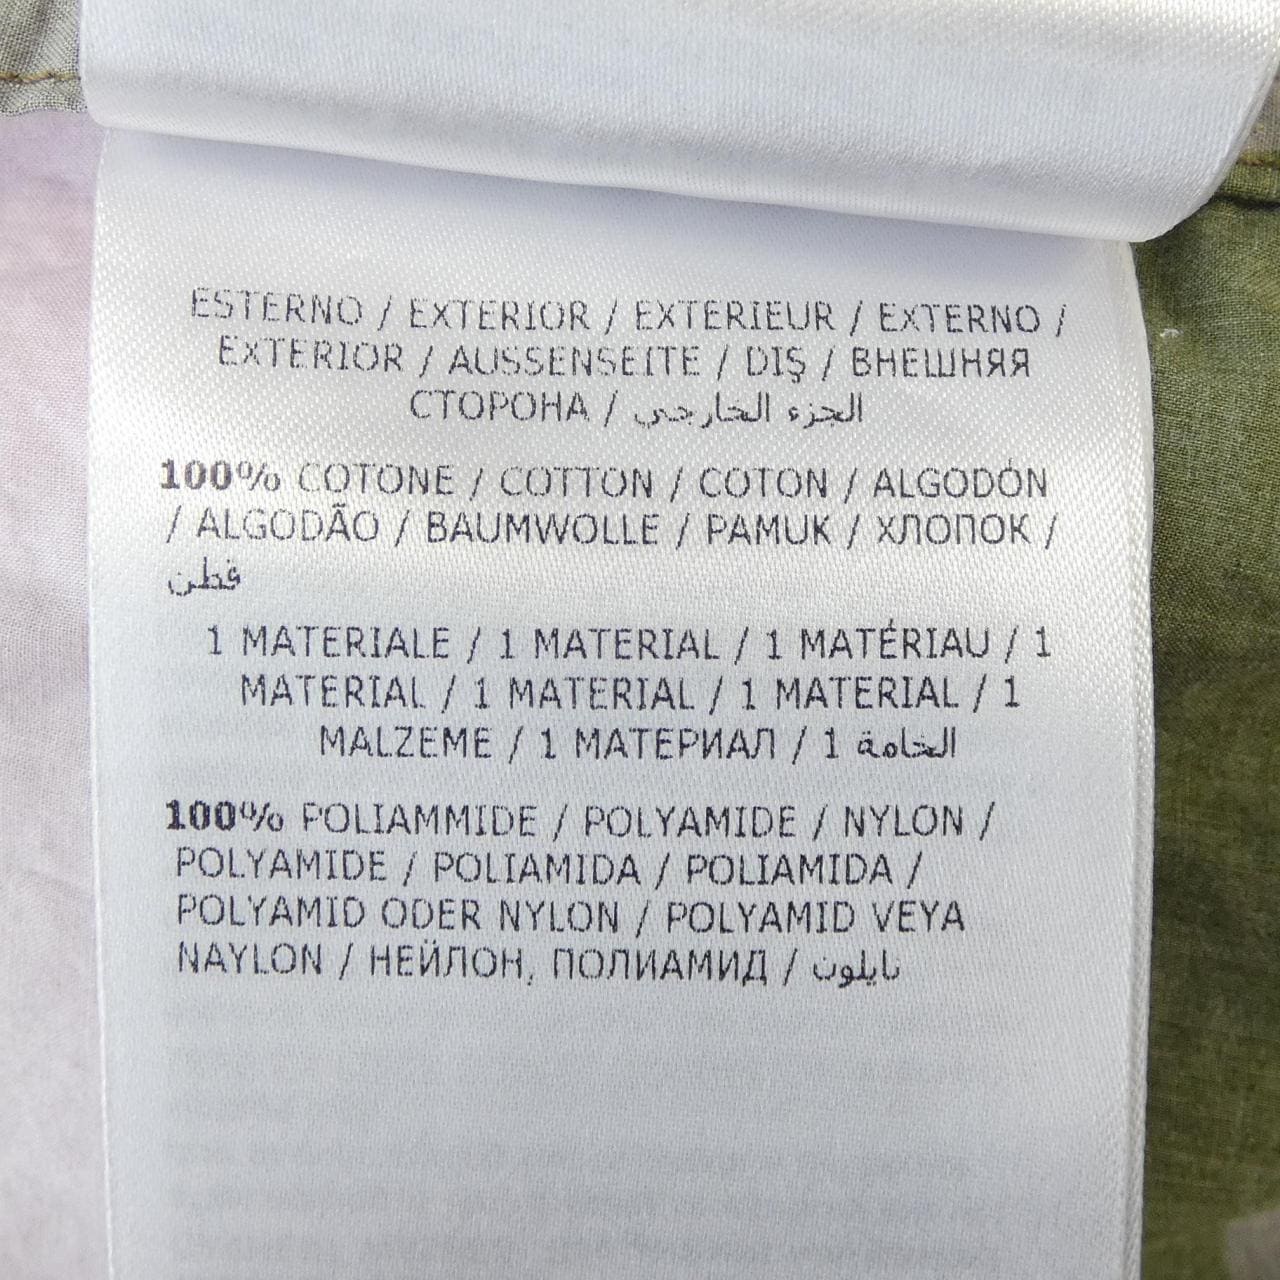 ESTERNO / EXTERIOR / EXTERIEUR / EXTERNO /
EXTERIOR / AUSSENSEITE / DIŞ / ВНЕШНЯЯ
СТОРОНА / الجزء الخارجي
100% COTONE / COTTON / COTON / ALGODÓN
/ ALGODÃO / BAUMWOLLE / PAMUK / ХЛОПОК /
قطن
1 MATERIALE / 1 MATERIAL / 1 MATÉRIAU / 1
MATERIAL / 1 MATERIAL / 1 MATERIAL / 1
MALZEME / 1 МАТЕРИАЛ / 1 الخامة
100% POLIAMMIDE / POLYAMIDE / NYLON /
POLYAMIDE / POLIAMIDA / POLIAMIDA /
POLYAMID ODER NYLON / POLYAMID VEYA
NAYLON / НЕЙЛОН, ПОЛИАМИД / نايلون